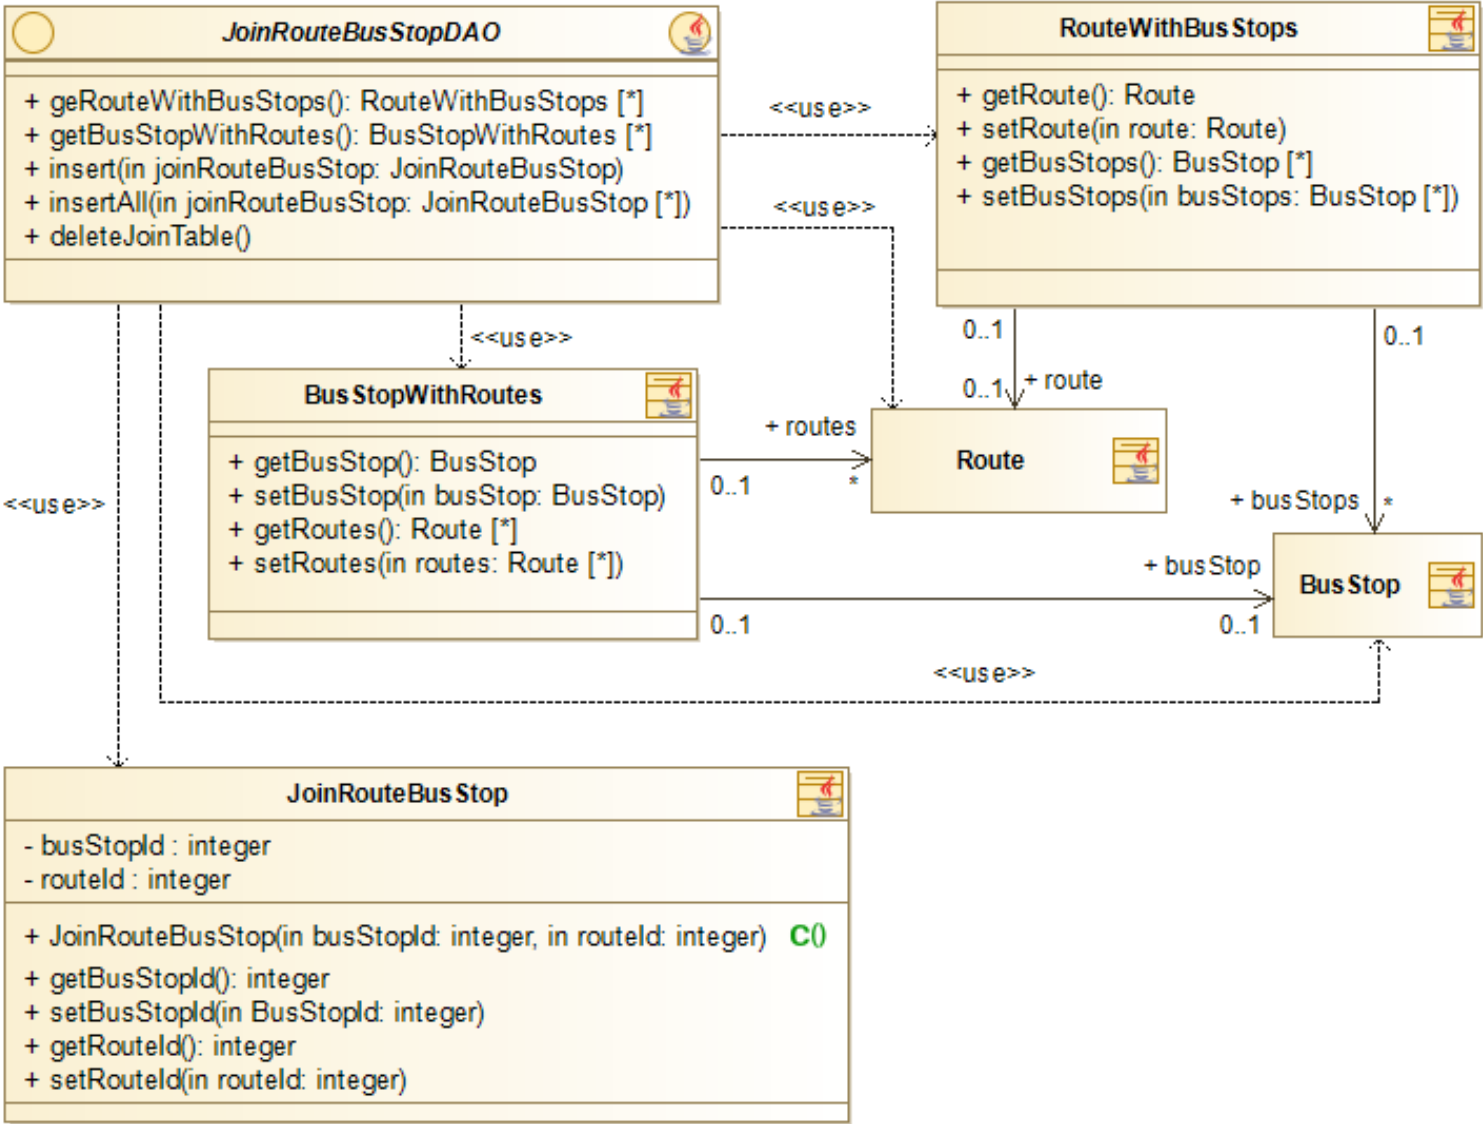 JoinRouteBusStopDAO
+ geRouteWithBusStops(): RouteWithBusStops [*]
+ getBusStopWithRoutes(): BusStopWithRoutes [*]
+ insert(in joinRouteBusStop: JoinRouteBusStop)
+ insertAll(in joinRouteBusStop: JoinRouteBusStop [*])
+ deleteJoinTable()
<<use>>
<<use>>
RouteWithBusStops
+ getRoute(): Route
+ setRoute(in route: Route)
+ getBusStops(): BusStop [*]
+ setBusStops(in busStops: BusStop [*])
0..1
0..1
<<use>>
0..1
+ route
BusStopWithRoutes
+ getBusStop(): BusStop
+ setBusStop(in busStop: BusStop)
+ getRoutes(): Route [*]
+ setRoutes(in routes: Route [*])
+ routes
0..1
*
Route
<<use>>
+ busStops
*
+ busStop
0..1
0..1
BusStop
<<use>>
JoinRouteBusStop
- busStopId : integer
- routeId : integer
+ JoinRouteBusStop(in busStopId: integer, in routeId: integer) C()
+ getBusStopId(): integer
+ setBusStopId(in BusStopId: integer)
+ getRouteId(): integer
+ setRouteId(in routeId: integer)